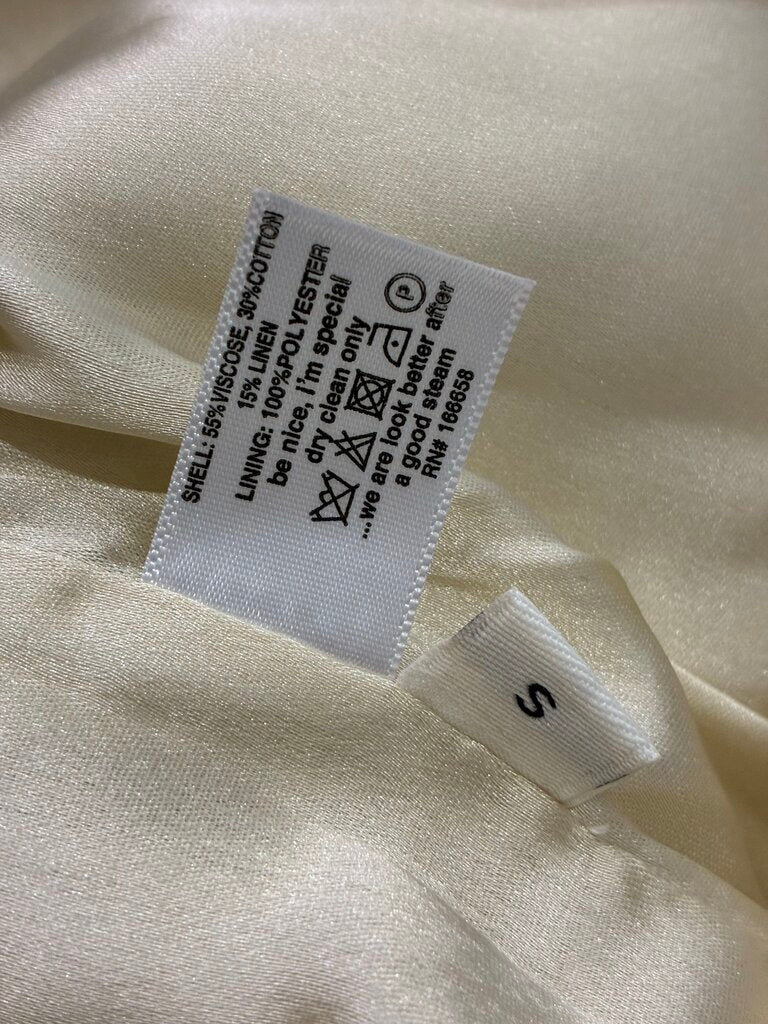 SHELL: 55%VISCOSE, 30%COTTON
15% LINEN
LINING: 100%POLYESTER
be nice, I'm special
dry clean only
P
...we are look better after
a good steam
RN# 166658
S